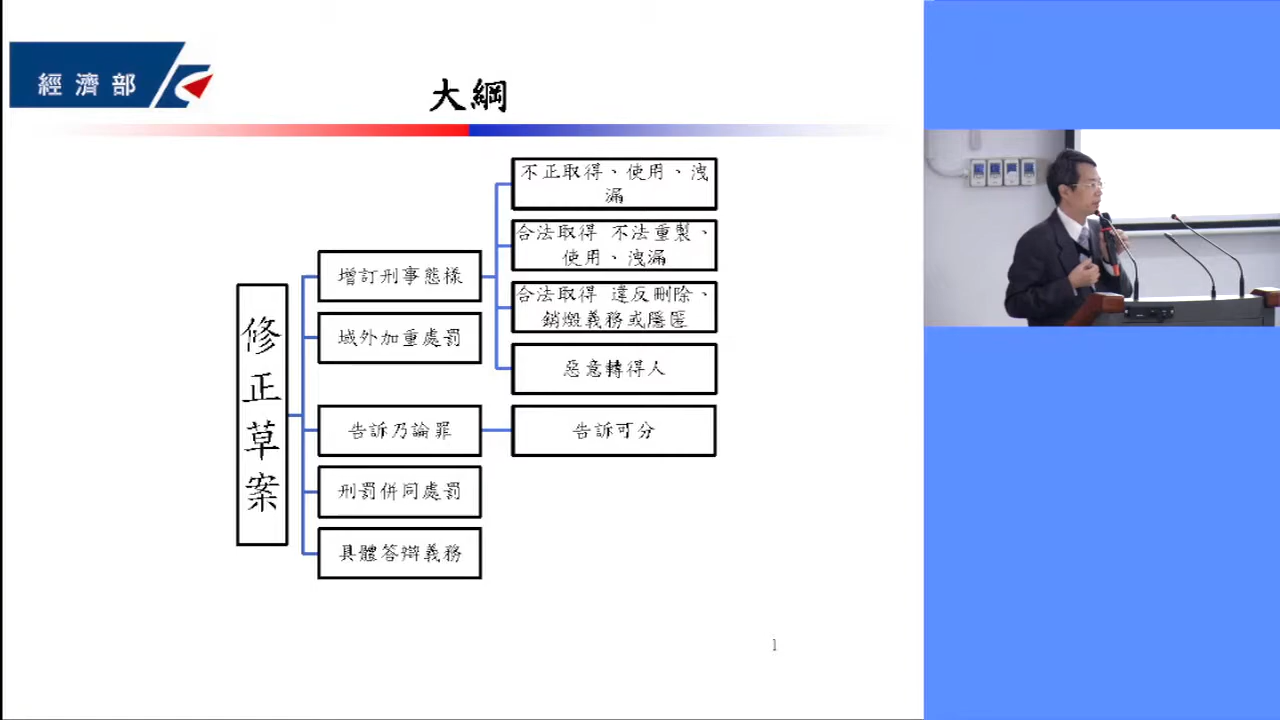 經濟部
大綱
修正草案
增訂刑事態樣
不正取得、使用、洩
漏
合法取得 不法重製、
使用、洩漏
合法取得 違反刪除、
銷燬義務或隱匿
惡意轉得人
域外加重處罰
告訴乃論罪
告訴可分
刑罰併同處罰
具體答辯義務
1